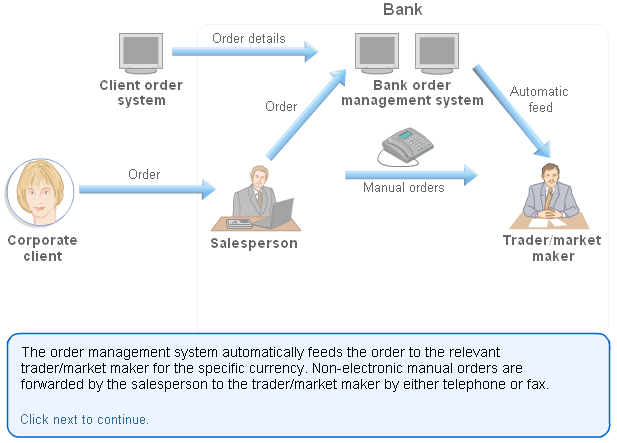 Bank
Order details
Client order
system
Bank order
management system
Order
Automatic
feed
Order
Manual orders
Corporate
client
Salesperson
Trader/market
maker
The order management system automatically feeds the order to the relevant
trader/market maker for the specific currency. Non-electronic manual orders are
forwarded by the salesperson to the trader/market maker by either telephone or fax.
Click next to continue.